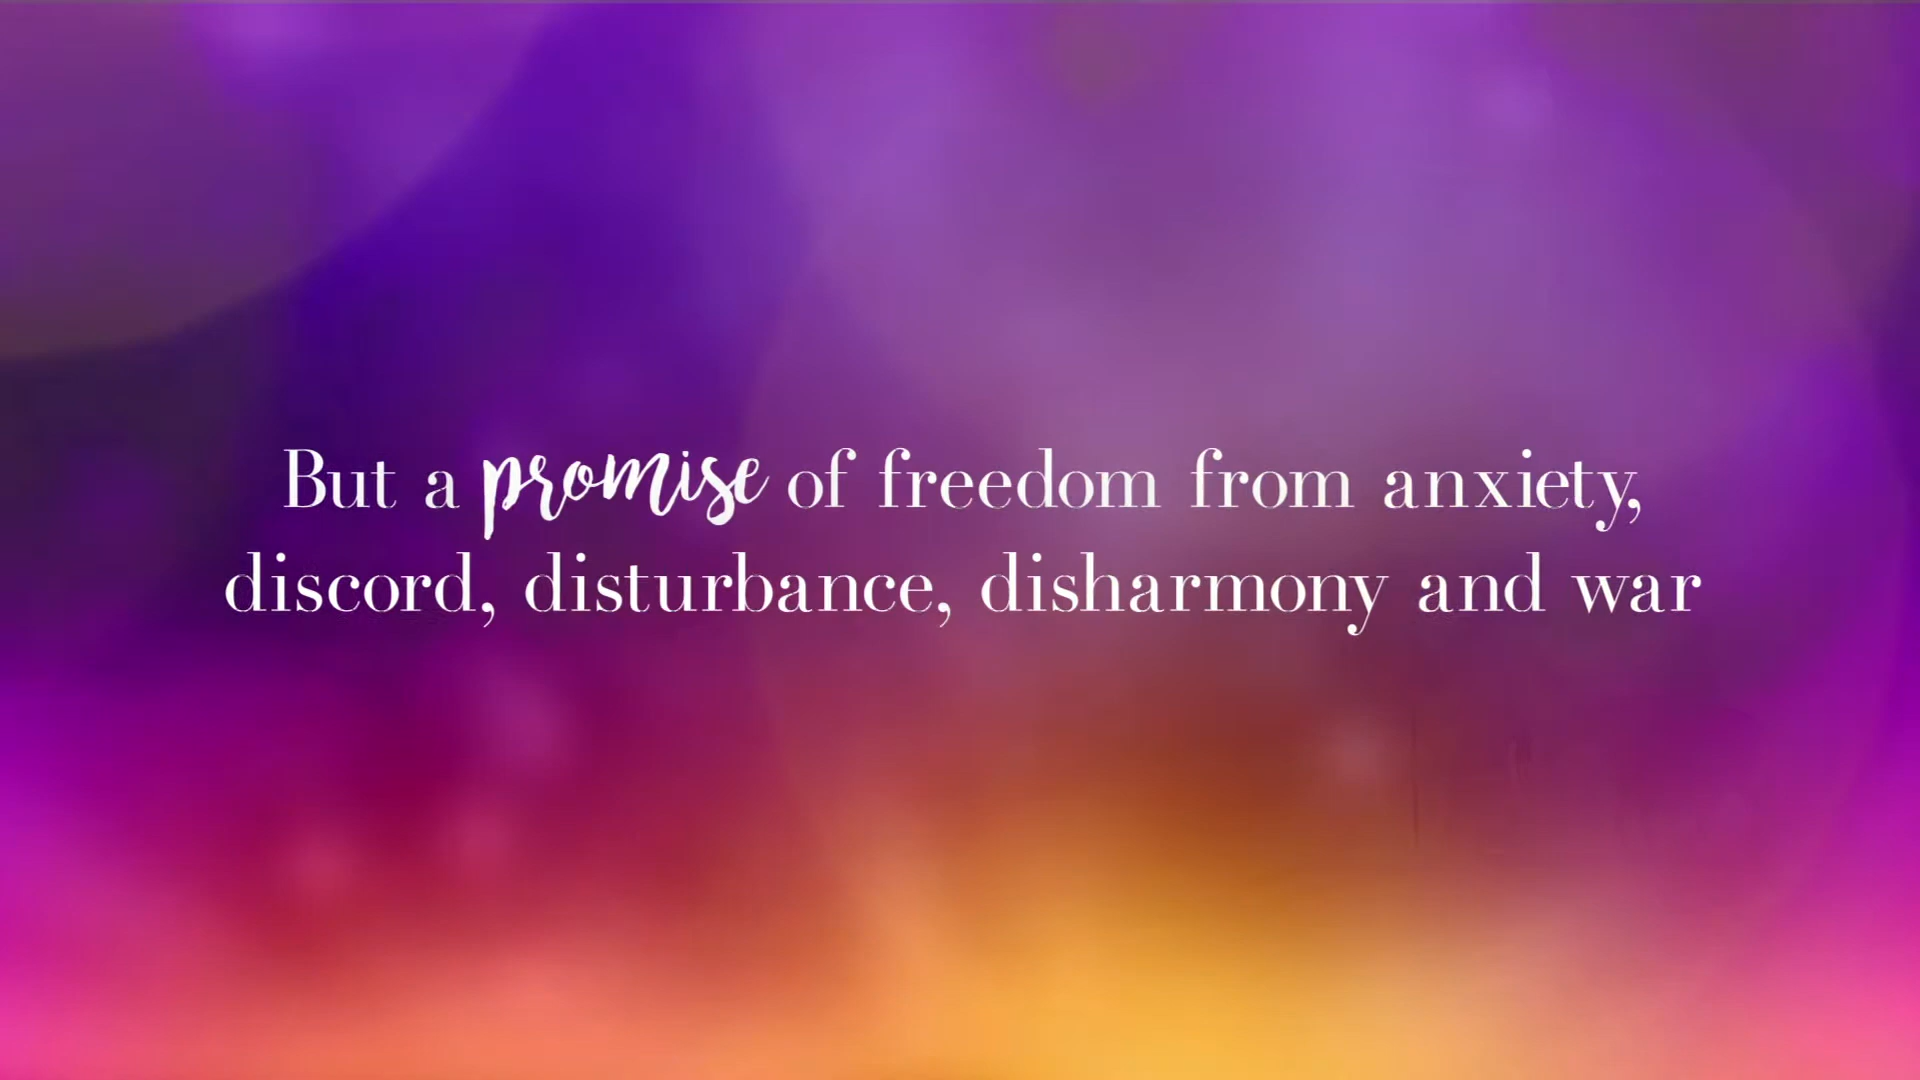 But a promise of freedom from anxiety,
discord, disturbance, disharmony and war